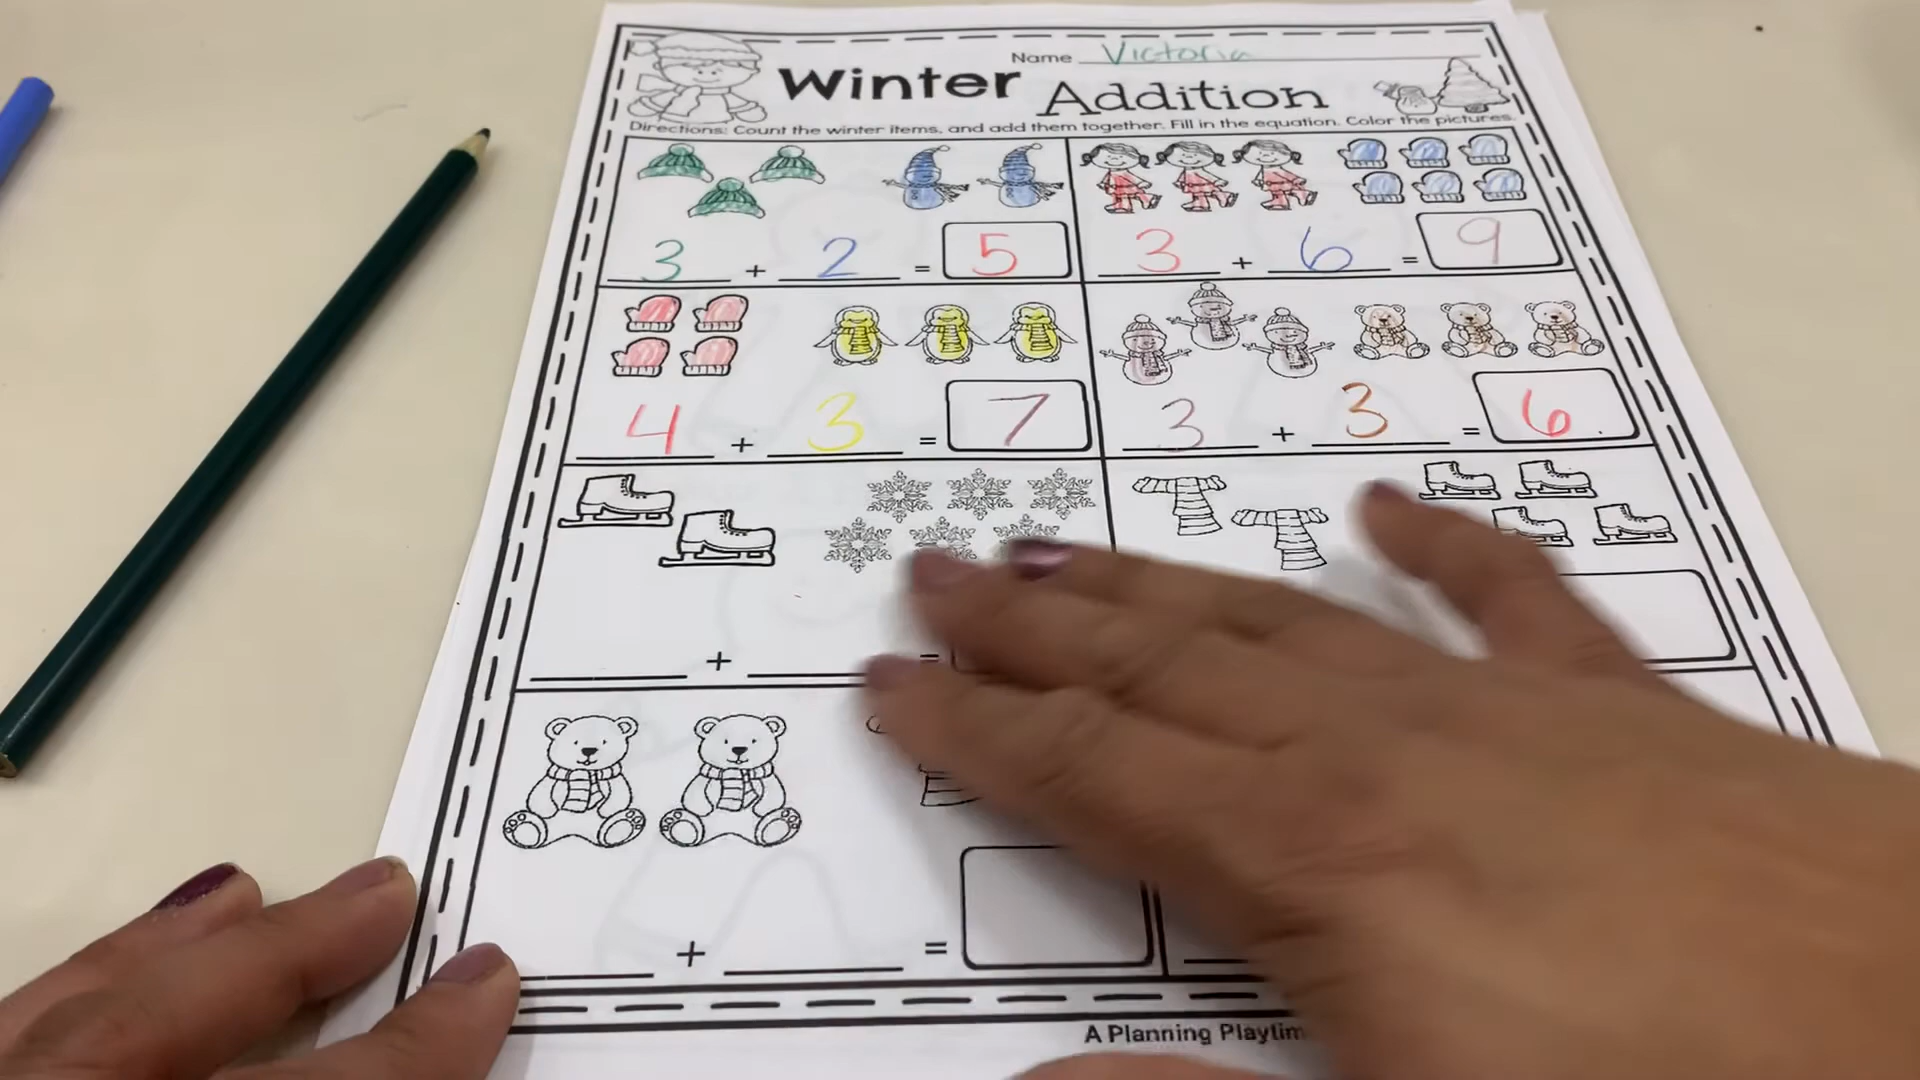 Name Victoria
Winter Addition
Directions: Count the winter items, and add them together. Fill in the equation. Color the pictures.
3 + 2 = 5
3 + 6 = 9
4 + 3 = 7
3 + 3 = 6
+ =
+ =
A Planning